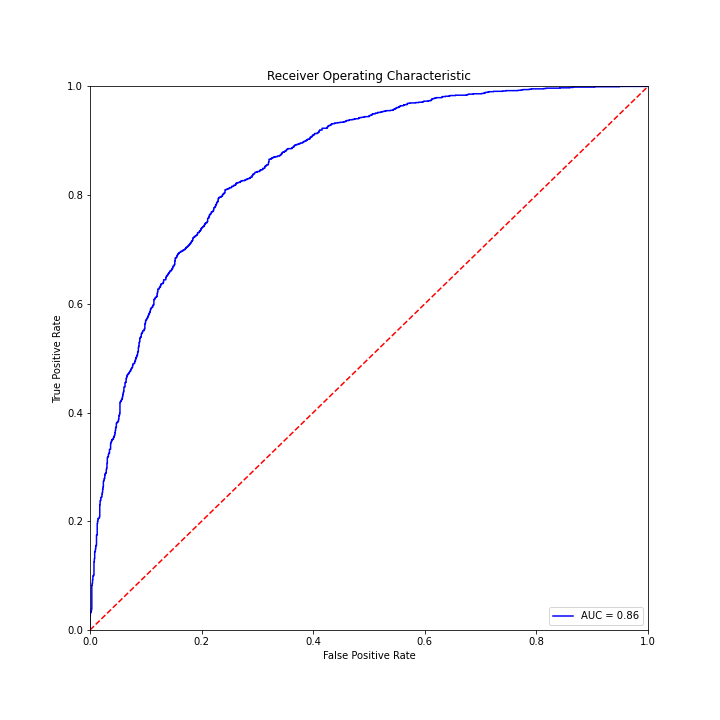 Receiver Operating Characteristic
1.0
0.8
0.6
0.4
0.2
0.0
True Positive Rate
0.0 0.2 0.4 0.6 0.8 1.0
False Positive Rate
AUC = 0.86